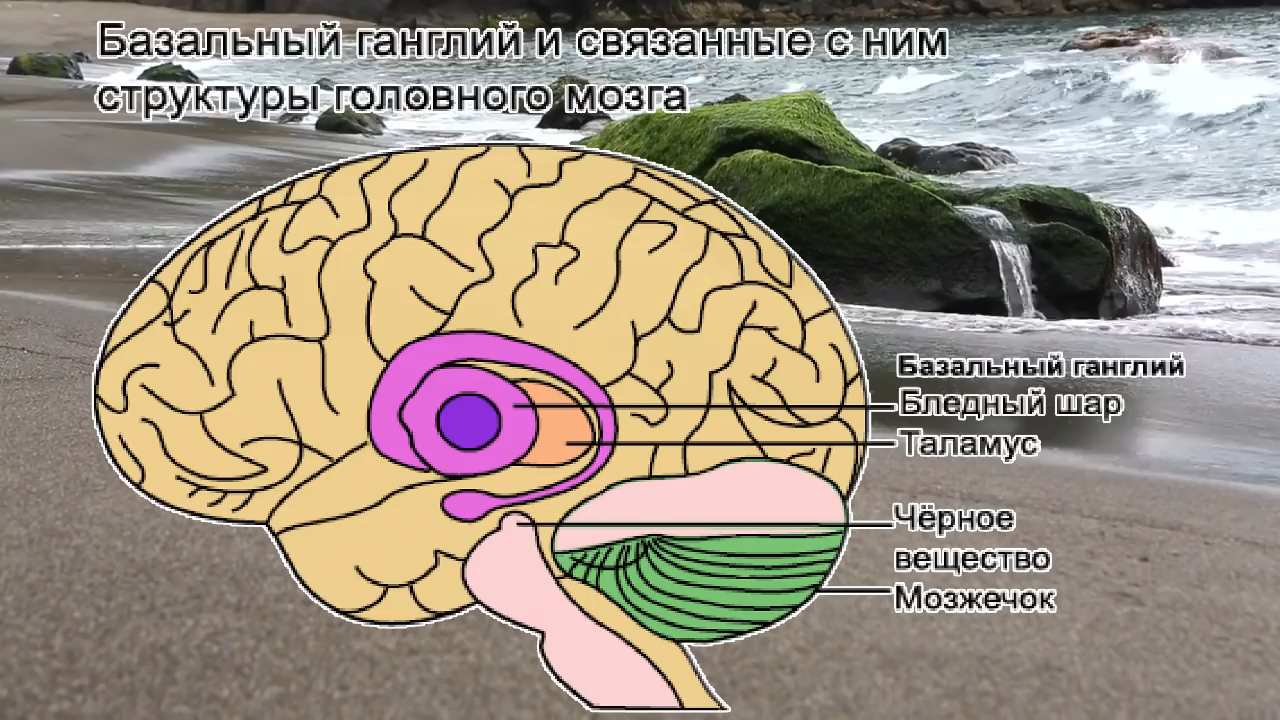 Базальный ганглий и связанные с ним
структуры головного мозга
Базальный ганглий
Бледный шар
Таламус
Чёрное
вещество
Мозжечок